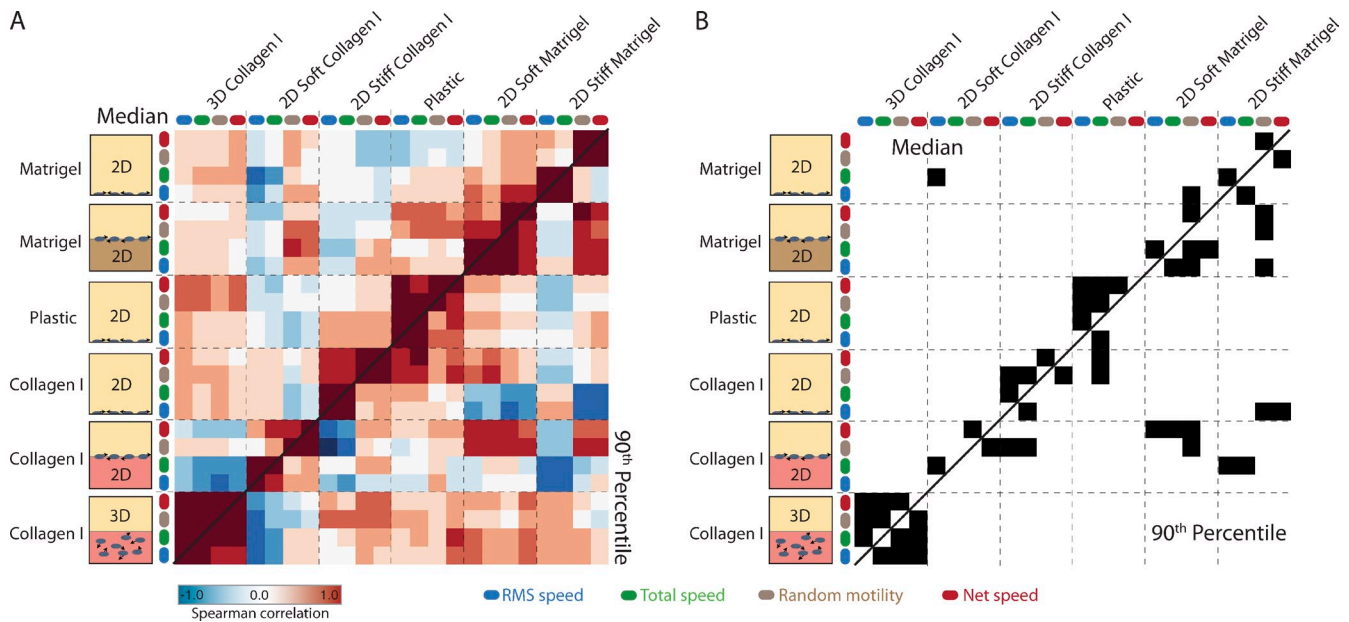 A
3D Collagen I
2D Soft Collagen I
2D Stiff Collagen I
Plastic
2D Soft Matrigel
2D Stiff Matrigel
Median
Matrigel
2D
Matrigel
2D
Plastic
2D
Collagen I
2D
Collagen I
2D
Collagen I
3D
90th Percentile
-1.0 0.0 1.0
Spearman correlation
B
3D Collagen I
2D Soft Collagen I
2D Stiff Collagen I
Plastic
2D Soft Matrigel
2D Stiff Matrigel
Median
Matrigel
2D
Matrigel
2D
Plastic
2D
Collagen I
2D
Collagen I
2D
Collagen I
3D
90th Percentile
RMS speed Total speed Random motility Net speed